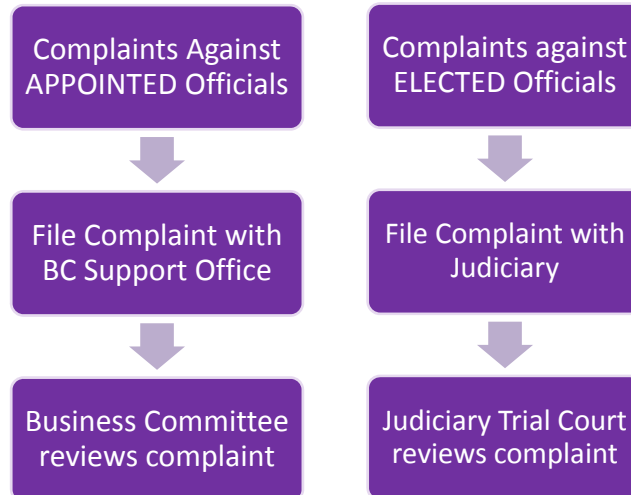 Complaints Against
APPOINTED Officials
File Complaint with
BC Support Office
Business Committee
reviews complaint
Complaints against
ELECTED Officials
File Complaint with
Judiciary
Judiciary Trial Court
reviews complaint